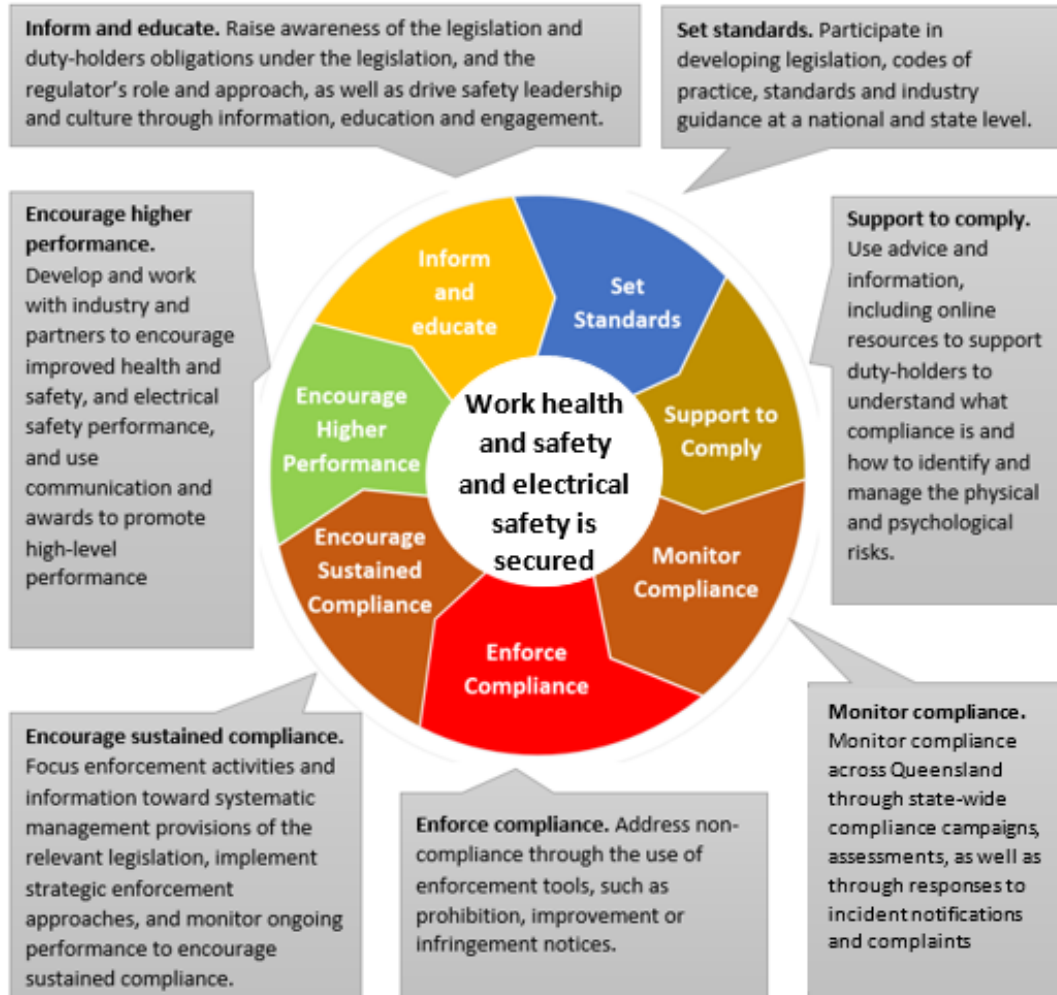 Inform and educate. Raise awareness of the legislation and
duty-holders obligations under the legislation, and the
regulator's role and approach, as well as drive safety leadership
and culture through information, education and engagement.
Set standards. Participate in
developing legislation, codes of
practice, standards and industry
guidance at a national and state level.
Encourage higher
performance.
Develop and work
with industry and
partners to encourage
improved health and
safety, and electrical
safety performance,
and use
communication and
awards to promote
high-level
performance
Inform
and
educate
Set
Standards
Support to
Comply
Monitor
Compliance
Enforce
Compliance
Encourage
Sustained
Compliance
Encourage
Higher
Performance
Work health
and safety
and electrical
safety is
secured
Support to comply.
Use advice and
information,
including online
resources to support
duty-holders to
understand what
compliance is and
how to identify and
manage the physical
and psychological
risks.
Encourage sustained compliance.
Focus enforcement activities and
information toward systematic
management provisions of the
relevant legislation, implement
strategic enforcement
approaches, and monitor ongoing
performance to encourage
sustained compliance.
Enforce compliance. Address non-
compliance through the use of
enforcement tools, such as
prohibition, improvement or
infringement notices.
Monitor compliance.
Monitor compliance
across Queensland
through state-wide
compliance campaigns,
assessments, as well as
through responses to
incident notifications
and complaints